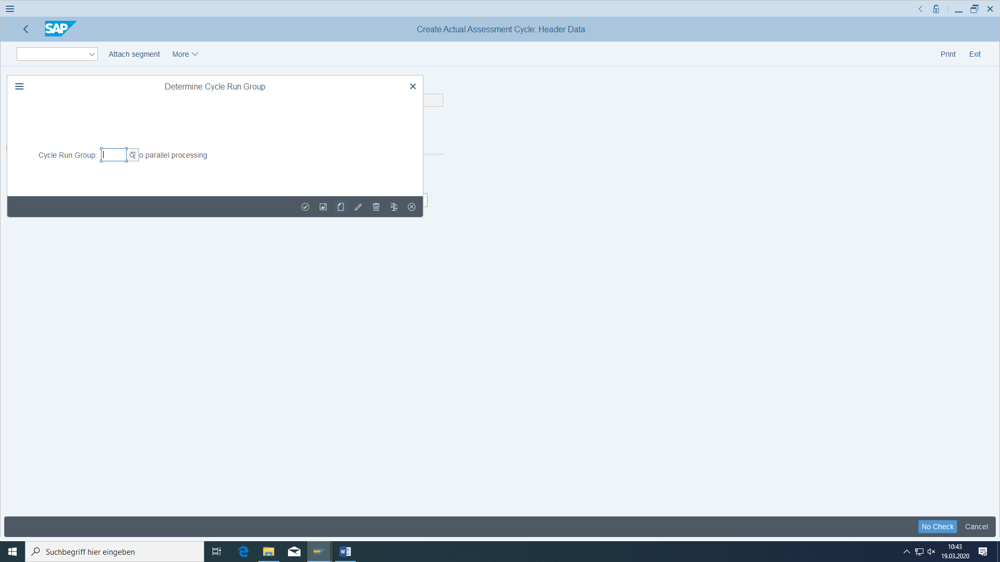 SAP
Create Actual Assessment Cycle: Header Data
Attach segment
More
Print
Exit
Determine Cycle Run Group
Cycle Run Group:
o parallel processing
No Check
Cancel
Suchbegriff hier eingeben
10:43
19.03.2020